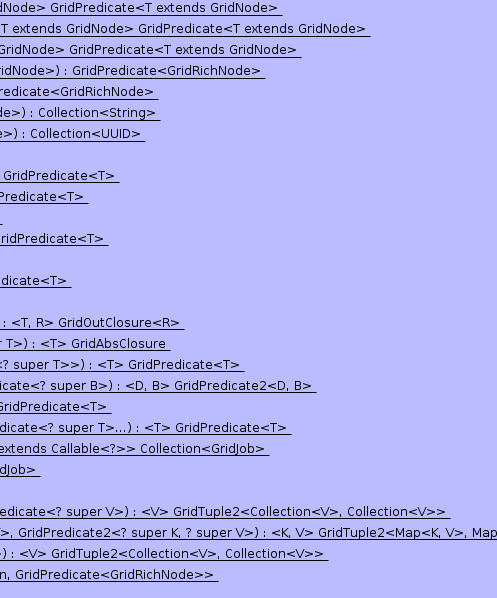 dNode> GridPredicate<T extends GridNode>
T extends GridNode> GridPredicate<T extends GridNode>
GridNode> GridPredicate<T extends GridNode>
ridNode>) : GridPredicate<GridRichNode>
redicate<GridRichNode>
de>) : Collection<String>
e>) : Collection<UUID>
GridPredicate<T>
Predicate<T>
ridPredicate<T>
dicate<T>
: <T, R> GridOutClosure<R>
r T>) : <T> GridAbsClosure
<? super T>>) : <T> GridPredicate<T>
icate<? super B>) : <D, B> GridPredicate2<D, B>
GridPredicate<T>
dicate<? super T>...) : <T> GridPredicate<T>
extends Callable<?>> Collection<GridJob>
dJob>
edicate<? super V>) : <V> GridTuple2<Collection<V>, Collection<V>>
>, GridPredicate2<? super K, ? super V>) : <K, V> GridTuple2<Map<K, V>, Map
>) : <V> GridTuple2<Collection<V>, Collection<V>>
n, GridPredicate<GridRichNode>>